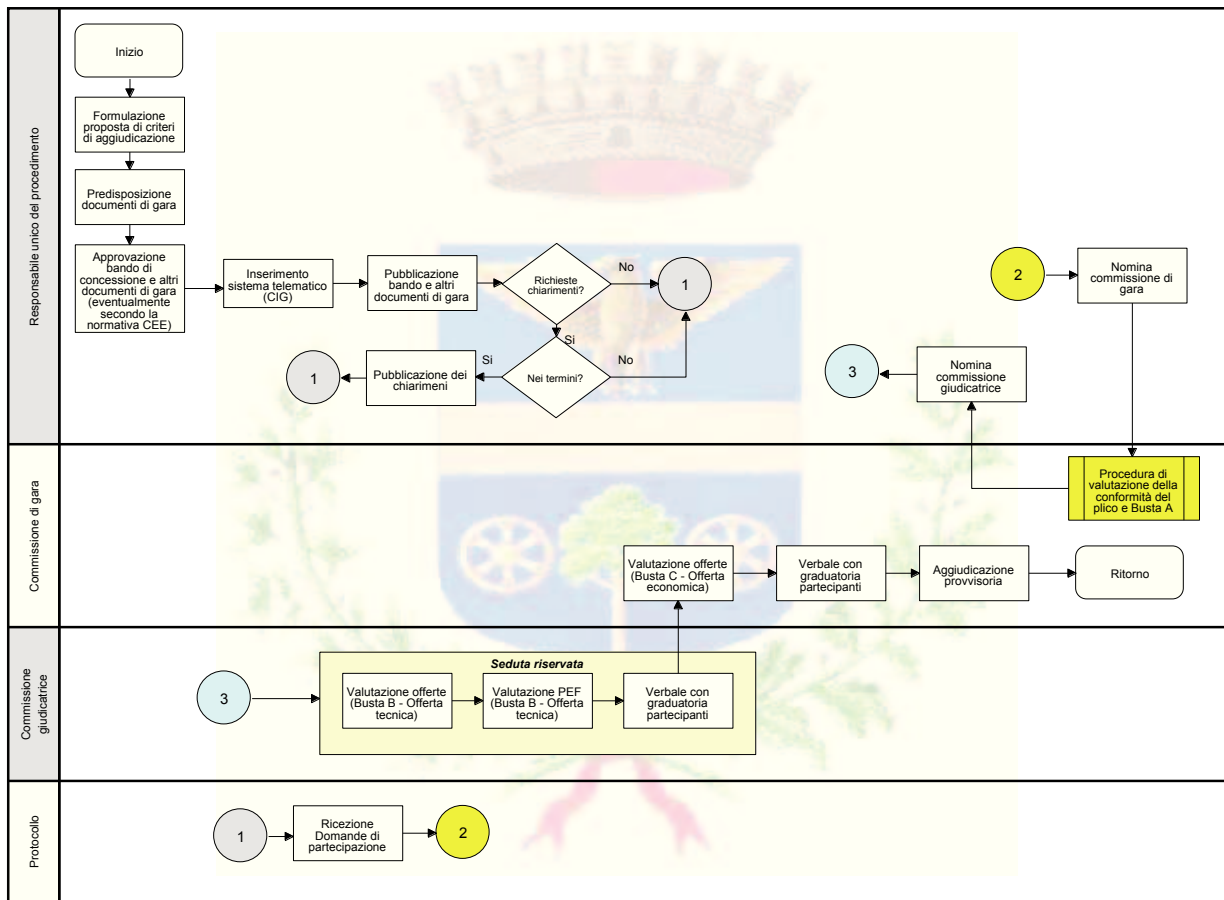 Responsabile unico del procedimento
Inizio
Formulazione
proposta di criteri
di aggiudicazione
Predisposizione
documenti di gara
Approvazione
bando di
concessione e altri
documenti di gara
(eventualmente
secondo la
normativa CEE)
Inserimento
sistema telematico
(CIG)
Pubblicazione
bando e altri
documenti di gara
Richieste
chiarimenti?
No
1
Si
Nei termini?
No
Si
Pubblicazione dei
chiarimeni
1
2
Nomina
commissione di
gara
Nomina
commissione
giudicatrice
3
Commissione di gara
Procedura di
valutazione della
conformità del
plico e Busta A
Valutazione offerte
(Busta C - Offerta
economica)
Verbale con
graduatoria
partecipanti
Aggiudicazione
provvisoria
Ritorno
Commissione
giudicatrice
3
Seduta riservata
Valutazione offerte
(Busta B - Offerta
tecnica)
Valutazione PEF
(Busta B - Offerta
tecnica)
Verbale con
graduatoria
partecipanti
Protocollo
1
Ricezione
Domande di
partecipazione
2